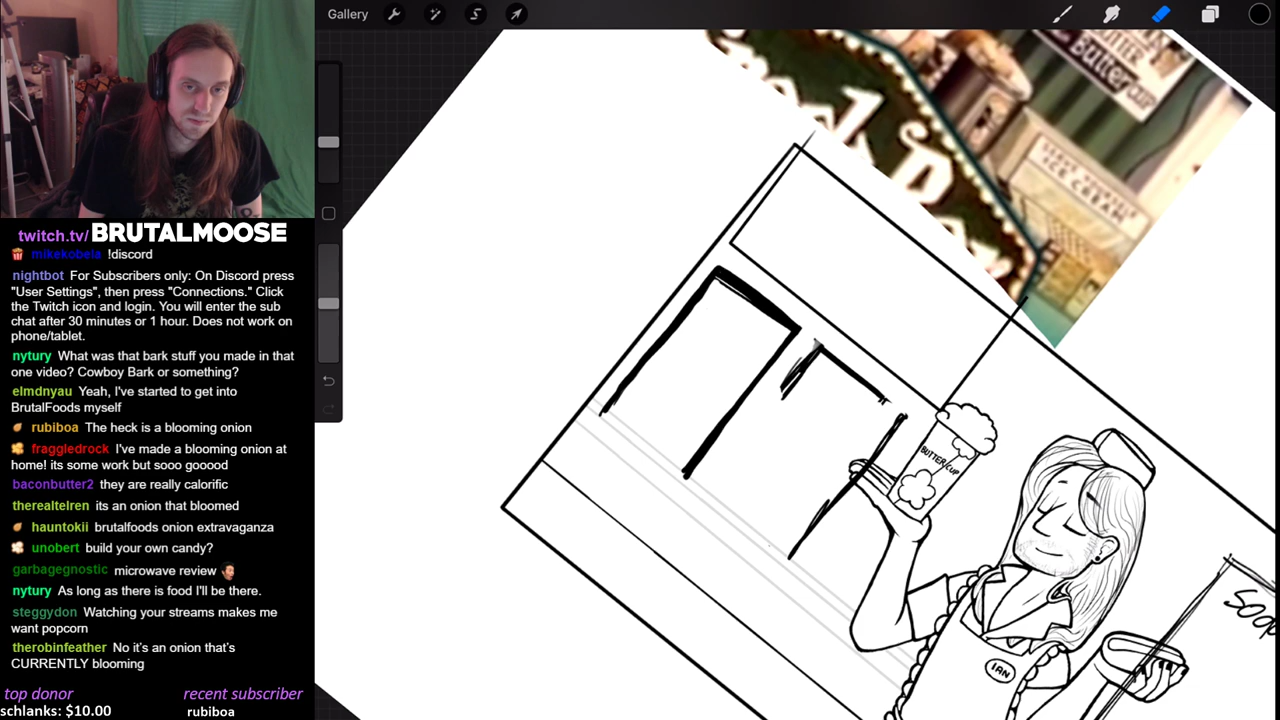 Gallery
twitch.tv/ BRUTALMOOSE
mikekobela !discord
nightbot For Subscribers only: On Discord press
"User Settings", then press "Connections." Click
the Twitch icon and login. You will enter the sub
chat after 30 minutes or 1 hour. Does not work on
phone/tablet.
nytury What was that bark stuff you made in that
one video? Cowboy Bark or something?
elmdnyau Yeah, I've started to get into
BrutalFoods myself
rubiboa The heck is a blooming onion
fraggledrock I've made a blooming onion at
home! its some work but sooo gooood
baconbutter2 they are really calorific
therealtelren its an onion that bloomed
hauntokii brutalfoods onion extravaganza
unobert build your own candy?
garbagegnostic microwave review
nytury As long as there is food I'll be there.
steggydon Watching your streams makes me
want popcorn
therobinfeather No it's an onion that's
CURRENTLY blooming
top donor
schlanks: $10.00
recent subscriber
rubiboa
Buttercup
ICE CREAM
BUTTERCUP
IAN